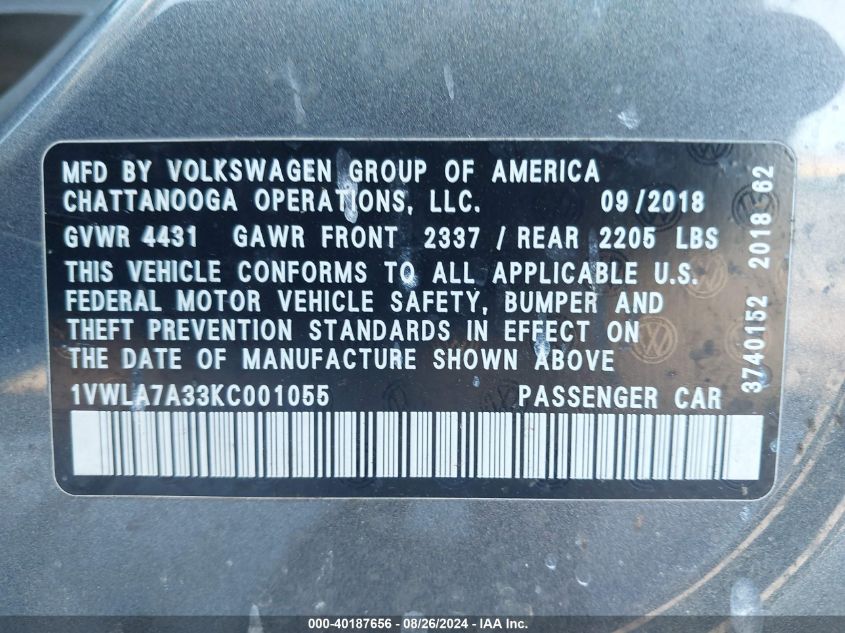 MFD BY VOLKSWAGEN GROUP OF AMERICA
CHATTANOOGA OPERATIONS, LLC. 09/2018
GVWR 4431 GAWR FRONT 2337 / REAR 2205 LBS
THIS VEHICLE CONFORMS TO ALL APPLICABLE U.S.
FEDERAL MOTOR VEHICLE SAFETY, BUMPER AND
THEFT PREVENTION STANDARDS IN EFFECT ON
THE DATE OF MANUFACTURE SHOWN ABOVE
1VWLA7A33KC001055 PASSENGER CAR
3740152 2018 62
000-40187656 - 08/26/2024 - IAA Inc.